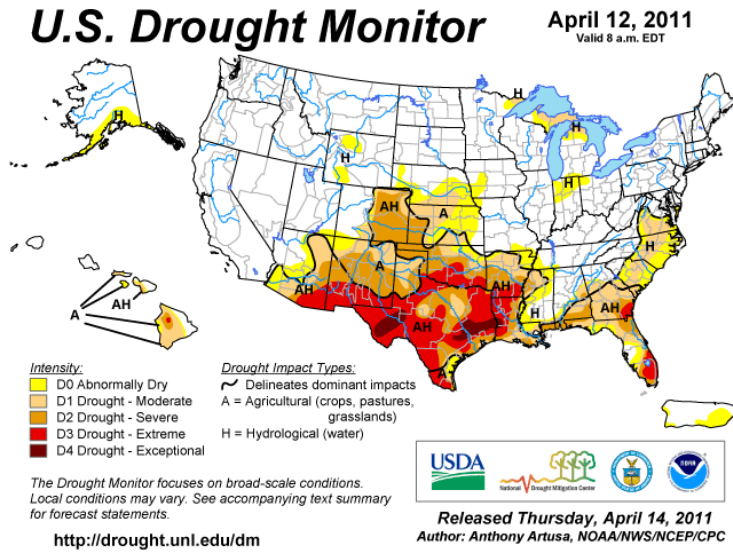 U.S. Drought Monitor
April 12, 2011
Valid 8 a.m. EDT
H
H
H
H
H
AH
A
H
A
AH
AH
AH
H
AH
A
A
AH
Intensity:
D0 Abnormally Dry
D1 Drought - Moderate
D2 Drought - Severe
D3 Drought - Extreme
D4 Drought - Exceptional
Drought Impact Types:
Delineates dominant impacts
A = Agricultural (crops, pastures,
grasslands)
H = Hydrological (water)
The Drought Monitor focuses on broad-scale conditions.
Local conditions may vary. See accompanying text summary
for forecast statements.
http://drought.unl.edu/dm
USDA
National Drought Mitigation Center
NOAA
Released Thursday, April 14, 2011
Author: Anthony Artusa, NOAA/NWS/NCEP/CPC